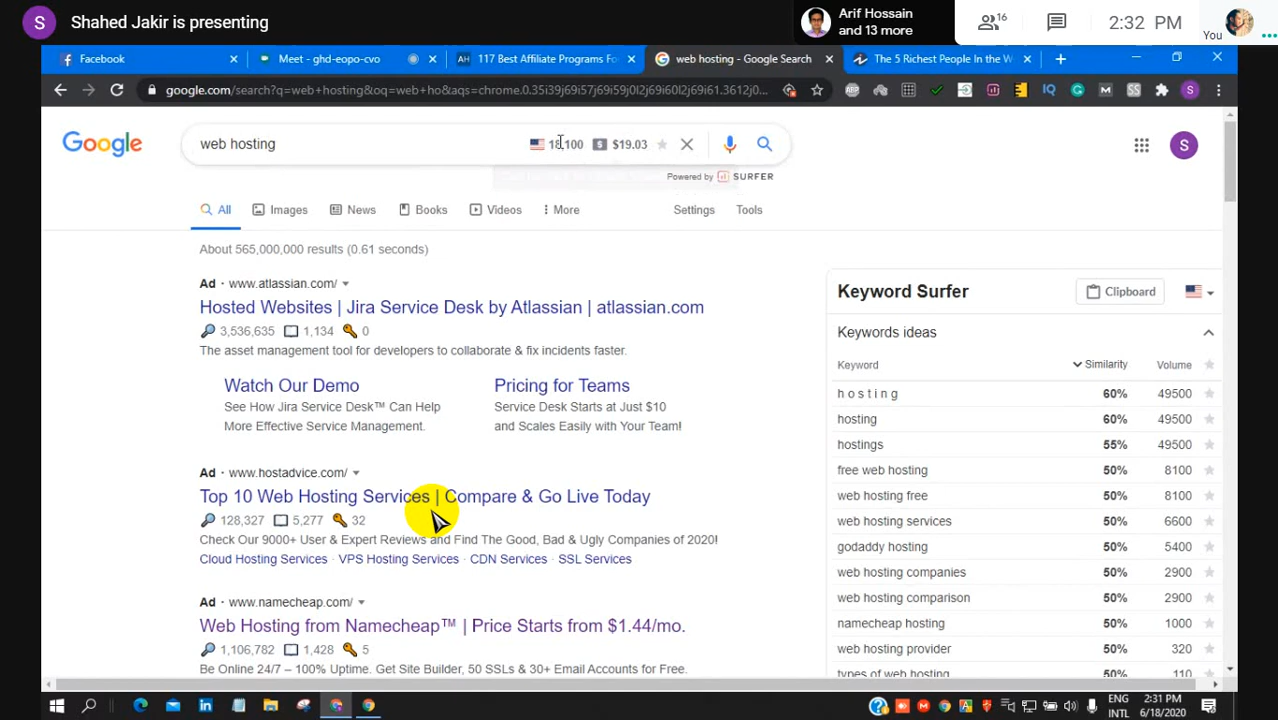 S Shahed Jakir is presenting
Arif Hossain
and 13 more
16
2:32 PM
You
Facebook
Meet - ghd-eopo-cvo
AH 117 Best Affiliate Programs Fo
web hosting - Google Search
The 5 Richest People In the W
google.com/search?q=web+hosting&oq=web+ho&aqs=chrome.0.35i39j69i57j69i59j0l2j69i60l2j69i61.3612j0...
Google
web hosting
18,100 $19.03
Powered by SURFER
S
All Images News Books Videos More Settings Tools
About 565,000,000 results (0.61 seconds)
Ad · www.atlassian.com/
Hosted Websites | Jira Service Desk by Atlassian | atlassian.com
3,536,635 1,134 0
The asset management tool for developers to collaborate & fix incidents faster.
Watch Our Demo
See How Jira Service Desk™ Can Help
More Effective Service Management.
Pricing for Teams
Service Desk Starts at Just $10
and Scales Easily with Your Team!
Ad · www.hostadvice.com/
Top 10 Web Hosting Services | Compare & Go Live Today
128,327 5,277 32
Check Our 9000+ User & Expert Reviews and Find The Good, Bad & Ugly Companies of 2020!
Cloud Hosting Services · VPS Hosting Services · CDN Services · SSL Services
Ad · www.namecheap.com/
Web Hosting from Namecheap™ | Price Starts from $1.44/mo.
1,106,782 1,428 5
Be Online 24/7 – 100% Uptime. Get Site Builder, 50 SSLs & 30+ Email Accounts for Free.
Keyword Surfer
Clipboard
Keywords ideas
Keyword Similarity Volume
h o s t i n g 60% 49500
hosting 60% 49500
hostings 55% 49500
free web hosting 50% 8100
web hosting free 50% 8100
web hosting services 50% 6600
godaddy hosting 50% 5400
web hosting companies 50% 2900
web hosting comparison 50% 2900
namecheap hosting 50% 1000
web hosting provider 50% 320
types of web hosting 50% 110
ENG
INTL
2:31 PM
6/18/2020